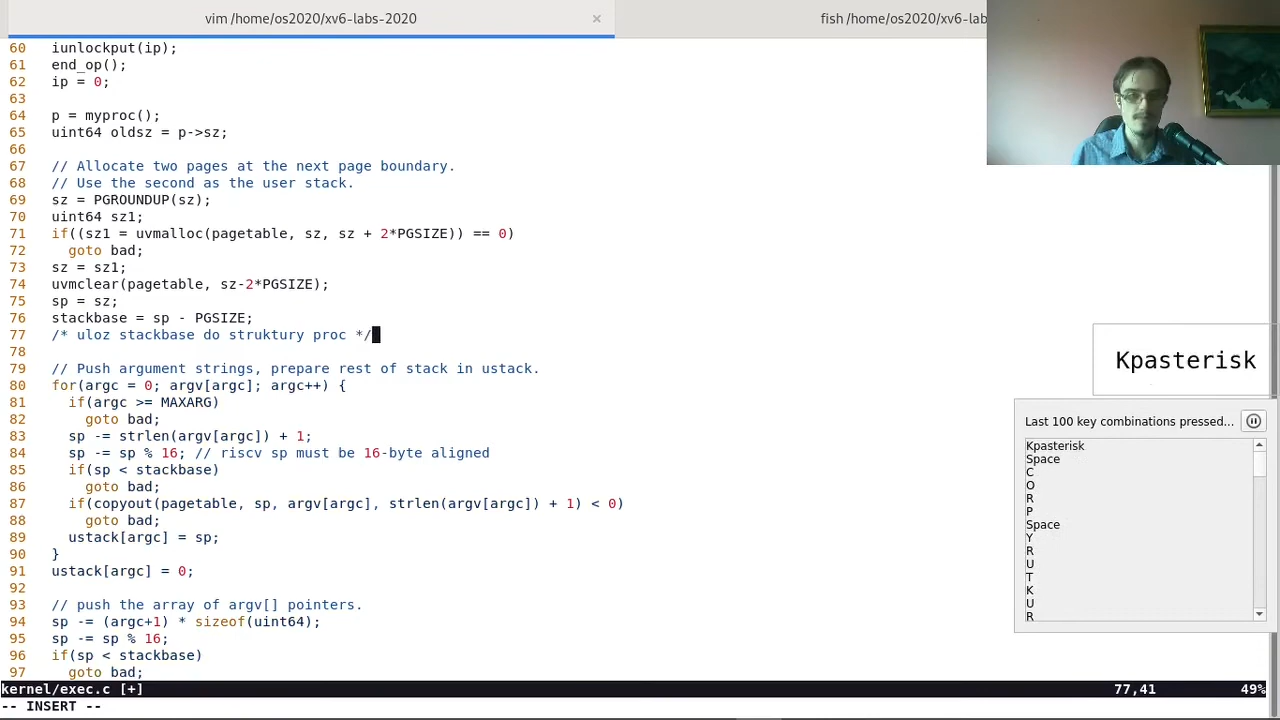 vim /home/os2020/xv6-labs-2020 ×
fish /home/os2020/xv6-lab
60 iunlockput(ip);
61 end_op();
62 ip = 0;
63
64 p = myproc();
65 uint64 oldsz = p->sz;
66
67 // Allocate two pages at the next page boundary.
68 // Use the second as the user stack.
69 sz = PGROUNDUP(sz);
70 uint64 sz1;
71 if((sz1 = uvmalloc(pagetable, sz, sz + 2*PGSIZE)) == 0)
72 goto bad;
73 sz = sz1;
74 uvmclear(pagetable, sz-2*PGSIZE);
75 sp = sz;
76 stackbase = sp - PGSIZE;
77 /* uloz stackbase do struktury proc */
78
79 // Push argument strings, prepare rest of stack in ustack.
80 for(argc = 0; argv[argc]; argc++) {
81 if(argc >= MAXARG)
82 goto bad;
83 sp -= strlen(argv[argc]) + 1;
84 sp -= sp % 16; // riscv sp must be 16-byte aligned
85 if(sp < stackbase)
86 goto bad;
87 if(copyout(pagetable, sp, argv[argc], strlen(argv[argc]) + 1) < 0)
88 goto bad;
89 ustack[argc] = sp;
90 }
91 ustack[argc] = 0;
92
93 // push the array of argv[] pointers.
94 sp -= (argc+1) * sizeof(uint64);
95 sp -= sp % 16;
96 if(sp < stackbase)
97 goto bad;
kernel/exec.c [+] 77,41 49%
-- INSERT --
Kpasterisk
Last 100 key combinations pressed...
Kpasterisk
Space
C
O
R
P
Space
Y
R
U
T
K
U
R